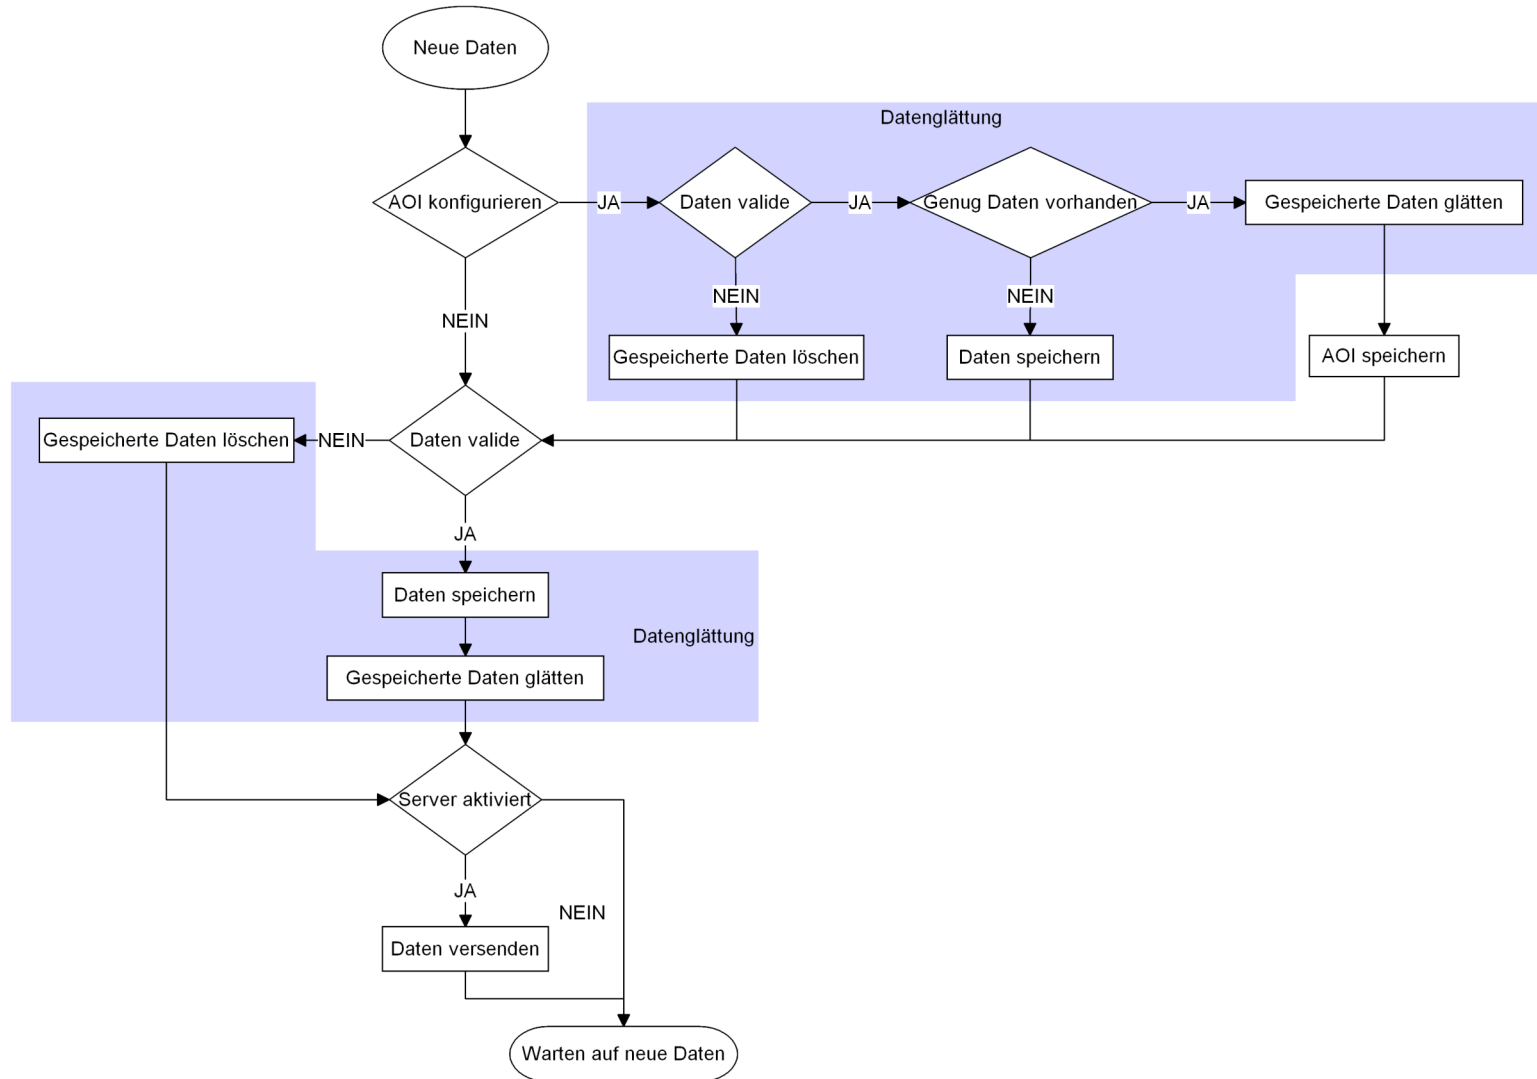 Neue Daten
Datenglättung
AOI konfigurieren
JA
Daten valide
JA
Genug Daten vorhanden
JA
Gespeicherte Daten glätten
NEIN
NEIN
NEIN
Gespeicherte Daten löschen
Daten speichern
AOI speichern
Gespeicherte Daten löschen
NEIN
Daten valide
JA
Daten speichern
Datenglättung
Gespeicherte Daten glätten
Server aktiviert
JA
NEIN
Daten versenden
Warten auf neue Daten